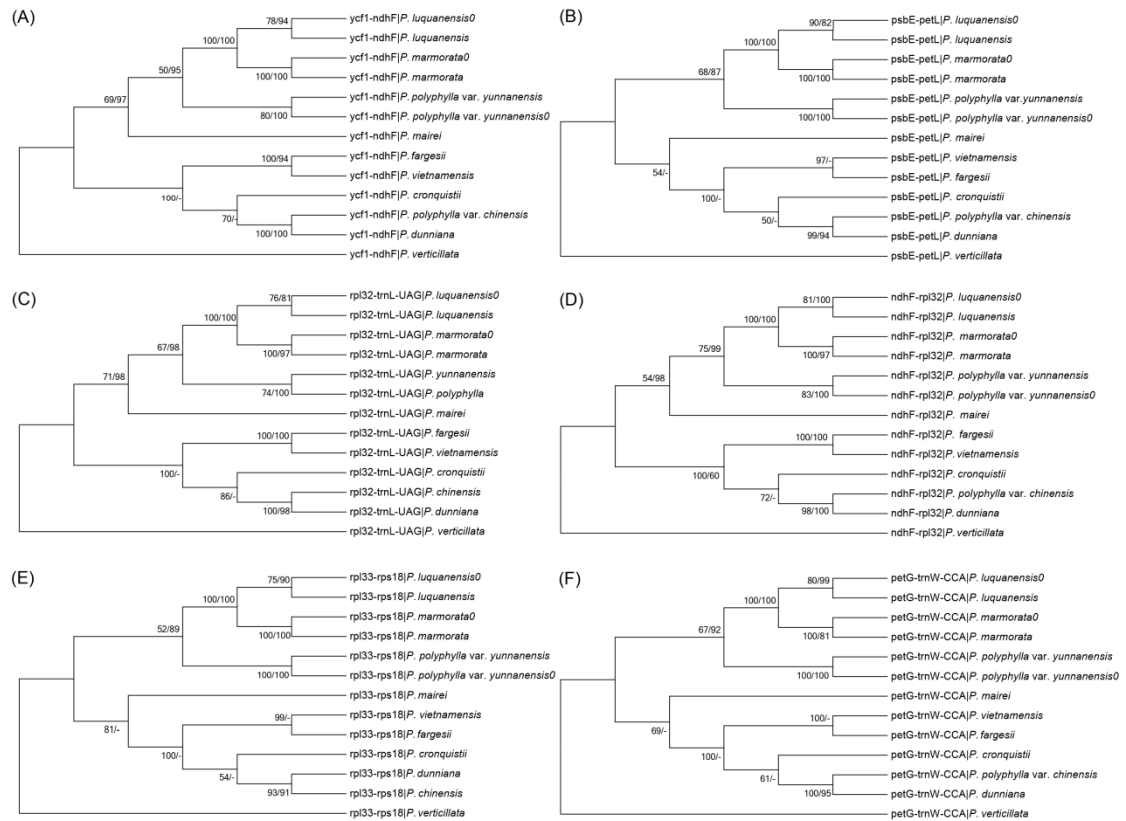 (A)
78/94
ycf1-ndhF|P. luquanensis0
ycf1-ndhF|P. luquanensis
100/100
ycf1-ndhF|P. marmorata0
50/95
100/100
ycf1-ndhF|P. marmorata
69/97
ycf1-ndhF|P. polyphylla var. yunnanensis
80/100
ycf1-ndhF|P. polyphylla var. yunnanensis0
ycf1-ndhF|P. mairei
100/94
ycf1-ndhF|P. fargesii
ycf1-ndhF|P. vietnamensis
100/-
ycf1-ndhF|P. cronquistii
70/-
ycf1-ndhF|P. polyphylla var. chinensis
100/100
ycf1-ndhF|P. dunniana
ycf1-ndhF|P. verticillata
(B)
90/82
psbE-petL|P. luquanensis0
psbE-petL|P. luquanensis
100/100
psbE-petL|P. marmorata0
68/87
100/100
psbE-petL|P. marmorata
psbE-petL|P. polyphylla var.yunnanensis
100/100
psbE-petL|P. polyphylla var. yunnanensis0
psbE-petL|P. mairei
54/-
97/-
psbE-petL|P. vietnamensis
psbE-petL|P. fargesii
100/-
psbE-petL|P. cronquistii
50/-
psbE-petL|P. polyphylla var. chinensis
99/94
psbE-petL|P. dunniana
psbE-petL|P. verticillata
(C)
76/81
rpl32-trnL-UAG|P. luquanensis0
rpl32-trnL-UAG|P. luquanensis
100/100
rpl32-trnL-UAG|P. marmorata0
67/98
100/97
rpl32-trnL-UAG|P. marmorata
71/98
rpl32-trnL-UAG|P. yunnanensis
74/100
rpl32-trnL-UAG|P. polyphylla
rpl32-trnL-UAG|P. mairei
100/100
rpl32-trnL-UAG|P. fargesii
rpl32-trnL-UAG|P. vietnamensis
100/-
rpl32-trnL-UAG|P. cronquistii
86/-
rpl32-trnL-UAG|P. chinensis
100/98
rpl32-trnL-UAG|P. dunniana
rpl32-trnL-UAG|P. verticillata
(D)
81/100
ndhF-rpl32|P. luquanensis0
ndhF-rpl32|P. luquanensis
100/100
ndhF-rpl32|P. marmorata0
75/99
100/97
ndhF-rpl32|P. marmorata
54/98
ndhF-rpl32|P. polyphylla var. yunnanensis
83/100
ndhF-rpl32|P. polyphylla var. yunnanensis0
ndhF-rpl32|P. mairei
100/100
ndhF-rpl32|P. fargesii
ndhF-rpl32|P. vietnamensis
100/60
ndhF-rpl32|P. cronquistii
72/-
ndhF-rpl32|P. polyphylla var. chinensis
98/100
ndhF-rpl32|P. dunniana
ndhF-rpl32|P. verticillata
(E)
75/90
rpl33-rps18|P. luquanensis0
rpl33-rps18|P. luquanensis
100/100
rpl33-rps18|P. marmorata0
52/89
100/100
rpl33-rps18|P. marmorata
rpl33-rps18|P. polyphylla var. yunnanensis
100/100
rpl33-rps18|P. polyphylla var. yunnanensis0
rpl33-rps18|P. mairei
81/-
99/-
rpl33-rps18|P. vietnamensis
rpl33-rps18|P. fargesii
100/-
rpl33-rps18|P. cronquistii
54/-
rpl33-rps18|P. dunniana
93/91
rpl33-rps18|P. chinensis
rpl33-rps18|P. verticillata
(F)
80/99
petG-trnW-CCA|P. luquanensis0
petG-trnW-CCA|P. luquanensis
100/100
petG-trnW-CCA|P. marmorata0
67/92
100/81
petG-trnW-CCA|P. marmorata
petG-trnW-CCA|P. polyphylla var. yunnanensis
100/100
petG-trnW-CCA|P. polyphylla var. yunnanensis0
petG-trnW-CCA|P. mairei
69/-
100/-
petG-trnW-CCA|P. vietnamensis
petG-trnW-CCA|P. fargesii
100/-
petG-trnW-CCA|P. cronquistii
61/-
petG-trnW-CCA|P. polyphylla var. chinensis
100/95
petG-trnW-CCA|P. dunniana
petG-trnW-CCA|P. verticillata